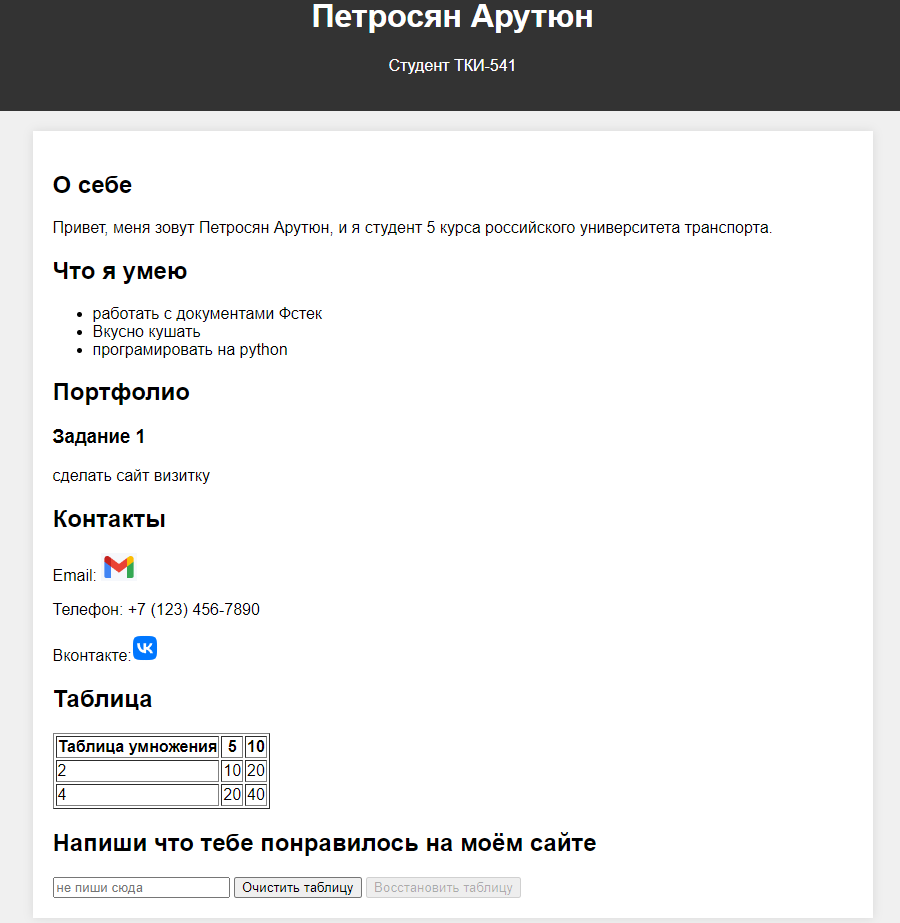 Петросян Арутюн
Студент ТКИ-541
О себе
Привет, меня зовут Петросян Арутюн, и я студент 5 курса российского университета транспорта.
Что я умею
работать с документами Фстек
Вкусно кушать
програмировать на python
Портфолио
Задание 1
сделать сайт визитку
Контакты
Email:
Телефон: +7 (123) 456-7890
Вконтакте:
Таблица
Таблица умножения 5 10
2 10 20
4 20 40
Напиши что тебе понравилось на моём сайте
не пиши сюда Очистить таблицу Восстановить таблицу